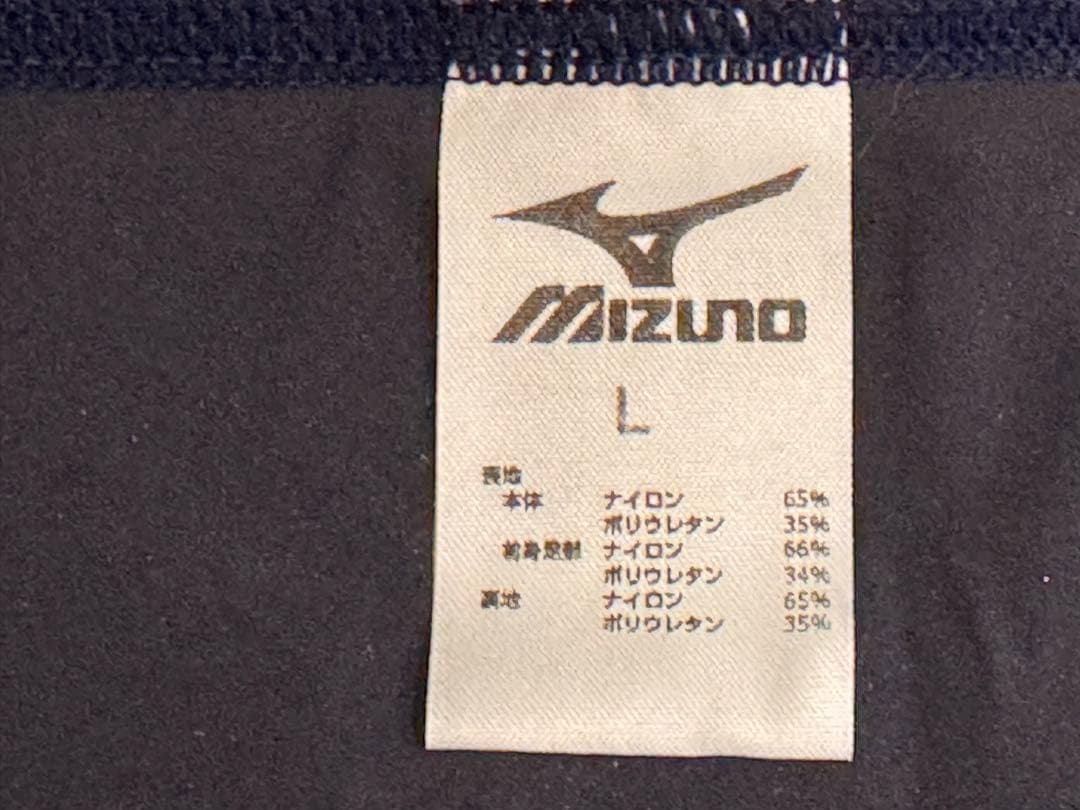 MIZUNO
L
表地
本体 ナイロン 65%
ポリウレタン 35%
前身足部 ナイロン 66%
ポリウレタン 34%
裏地 ナイロン 65%
ポリウレタン 35%